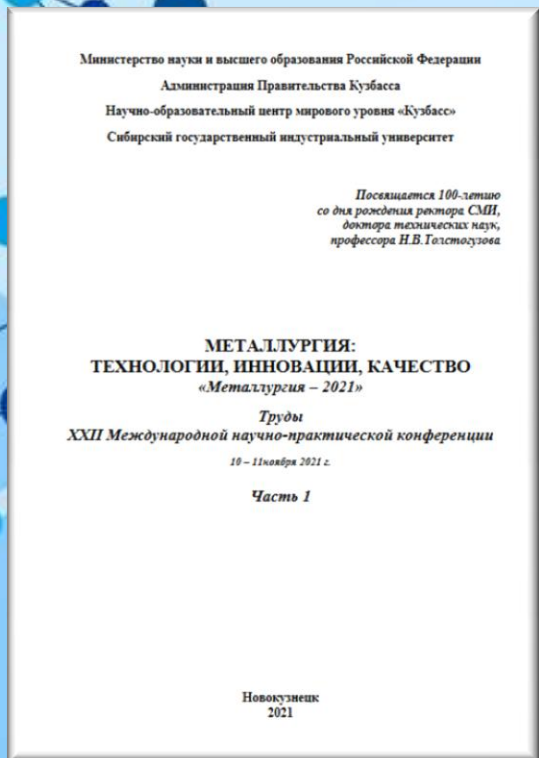 Министерство науки и высшего образования Российской Федерации
Администрация Правительства Кузбасса
Научно-образовательный центр мирового уровня «Кузбасс»
Сибирский государственный индустриальный университет
Посвящается 100-летию
со дня рождения ректора СМИ,
доктора технических наук,
профессора Н.В.Толстогузова
МЕТАЛЛУРГИЯ:
ТЕХНОЛОГИИ, ИННОВАЦИИ, КАЧЕСТВО
«Металлургия – 2021»
Труды
XXII Международной научно-практической конференции
10 – 11ноября 2021 г.
Часть 1
Новокузнецк
2021